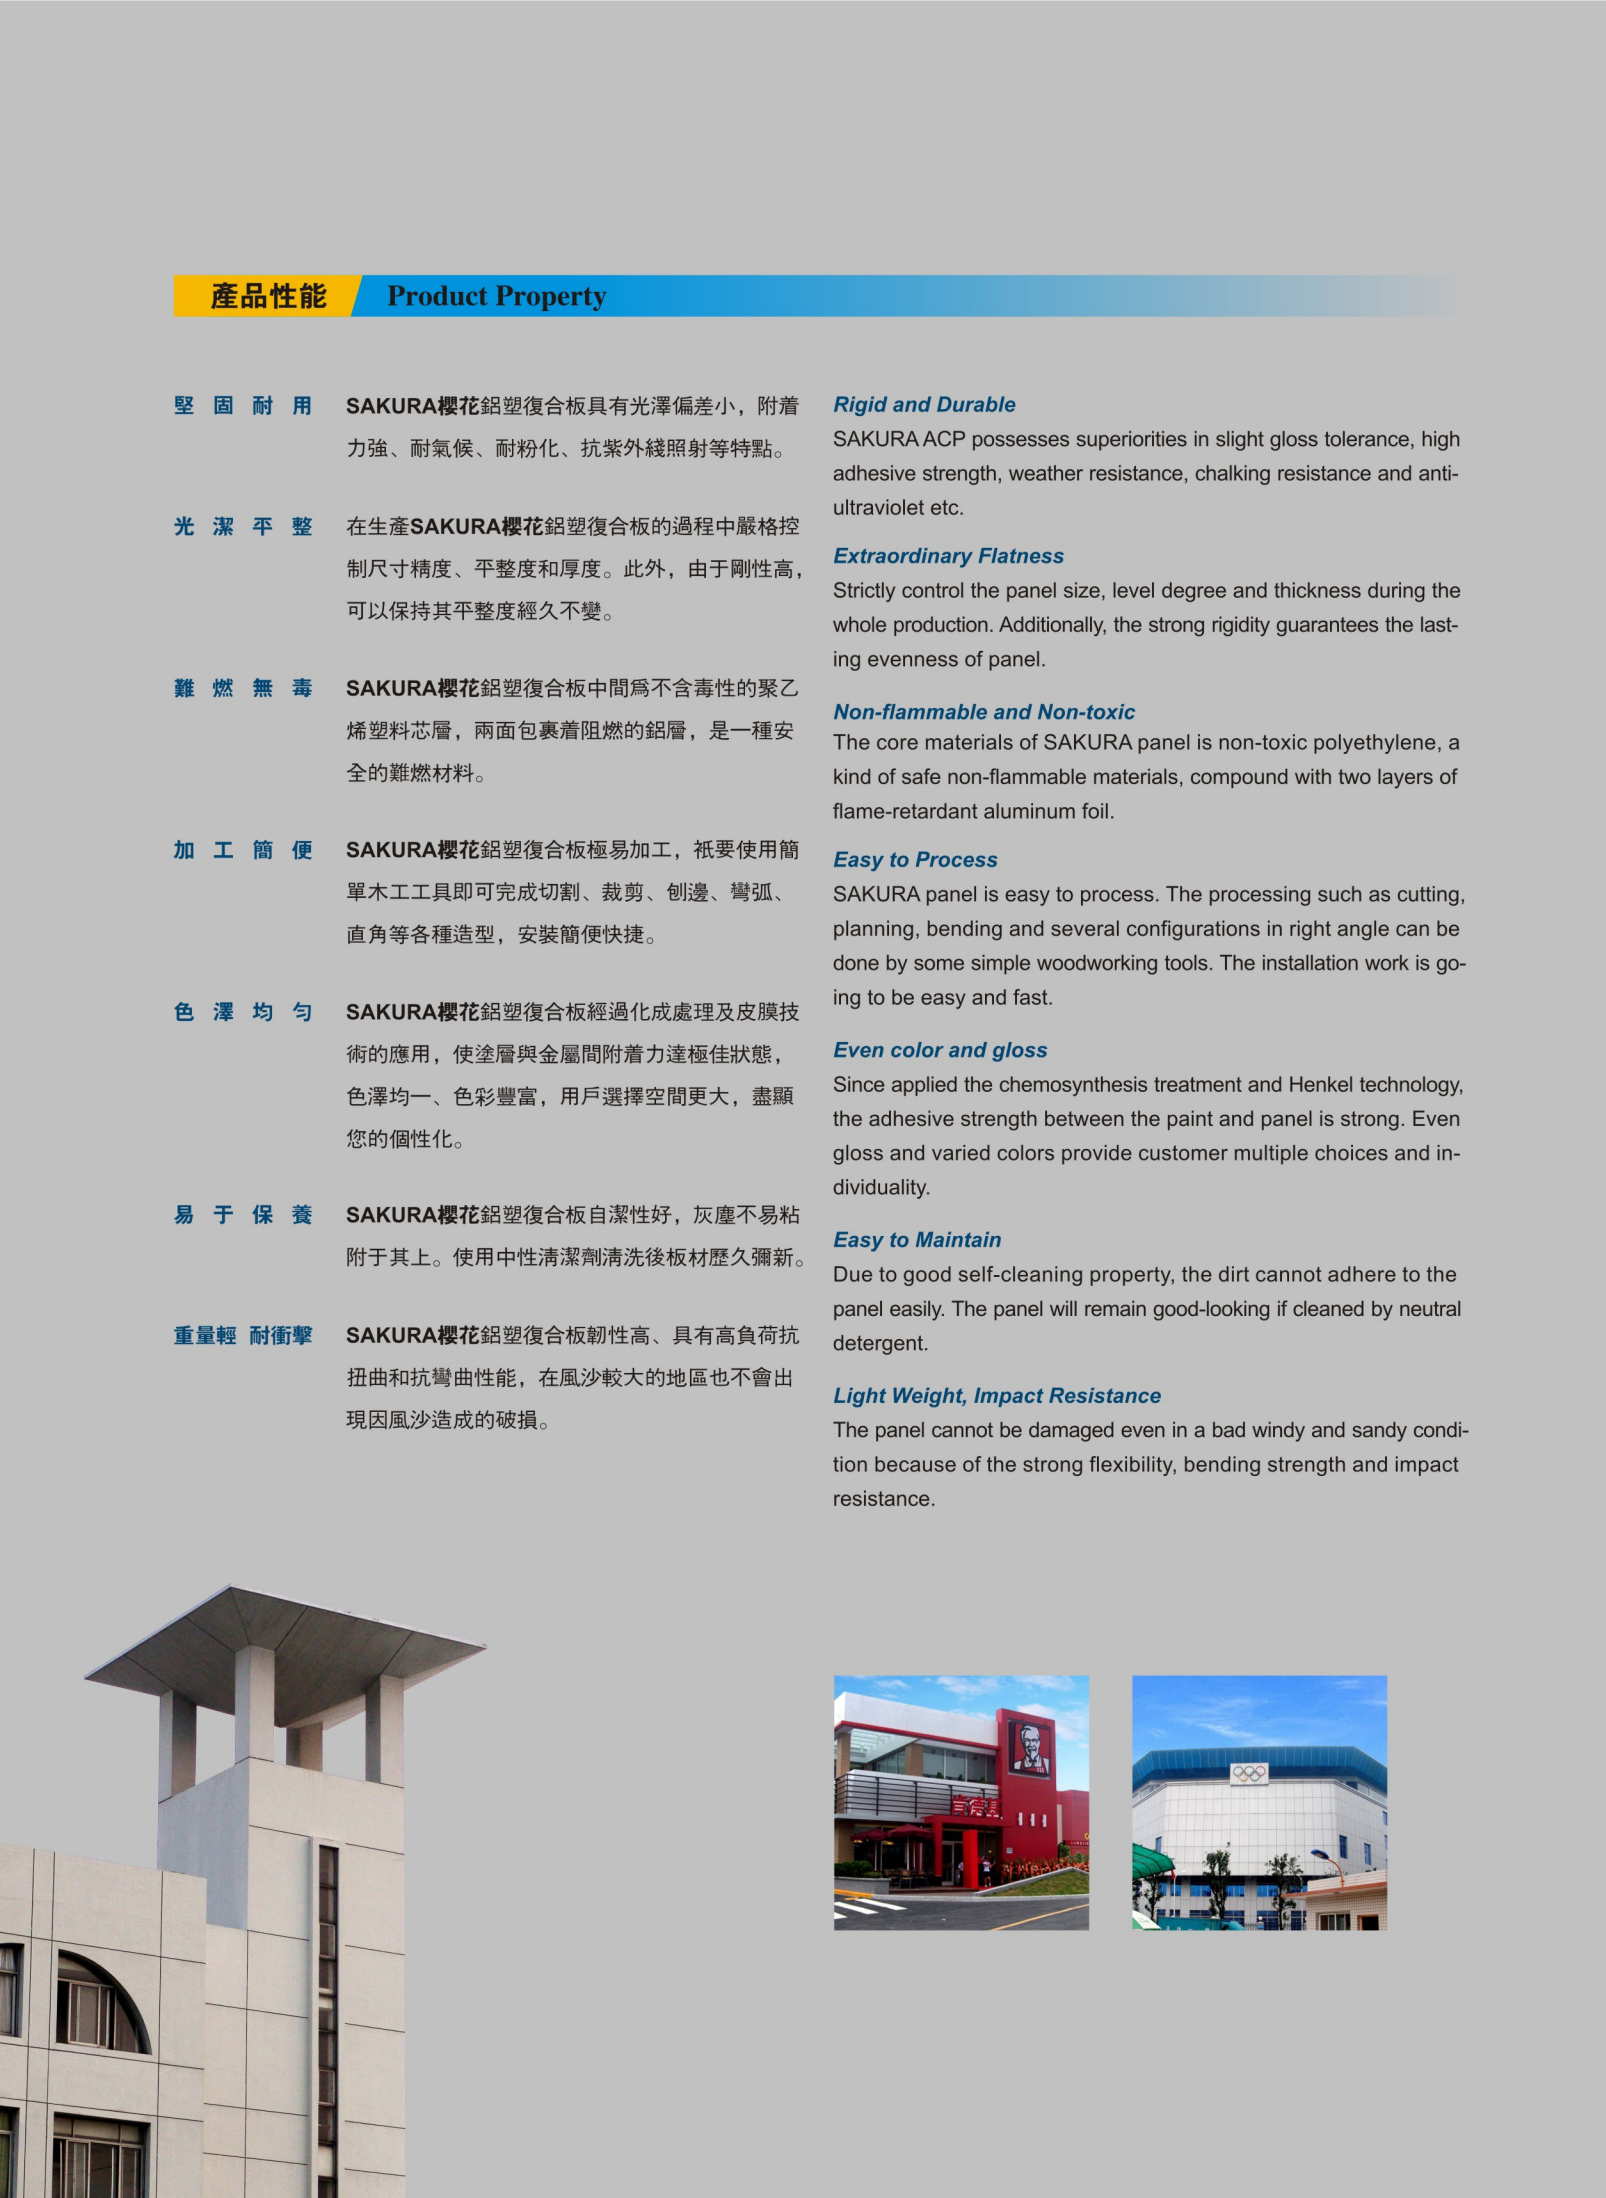 產品性能 Product Property
堅固耐用
SAKURA櫻花鋁塑復合板具有光澤偏差小，附着
力強、耐氣候、耐粉化、抗紫外綫照射等特點。
光潔平整
在生產SAKURA櫻花鋁塑復合板的過程中嚴格控
制尺寸精度、平整度和厚度。此外，由于剛性高，
可以保持其平整度經久不變。
難燃無毒
SAKURA櫻花鋁塑復合板中間爲不含毒性的聚乙
烯塑料芯層，兩面包裹着阻燃的鋁層，是一種安
全的難燃材料。
加工簡便
SAKURA櫻花鋁塑復合板極易加工，衹要使用簡
單木工工具即可完成切割、裁剪、刨邊、彎弧、
直角等各種造型，安裝簡便快捷。
色澤均勻
SAKURA櫻花鋁塑復合板經過化成處理及皮膜技
術的應用，使塗層與金屬間附着力達極佳狀態，
色澤均一、色彩豐富，用戶選擇空間更大，盡顯
您的個性化。
易于保養
SAKURA櫻花鋁塑復合板自潔性好，灰塵不易粘
附于其上。使用中性清潔劑清洗後板材歷久彌新。
重量輕 耐衝擊
SAKURA櫻花鋁塑復合板韌性高、具有高負荷抗
扭曲和抗彎曲性能，在風沙較大的地區也不會出
現因風沙造成的破損。
Rigid and Durable
SAKURA ACP possesses superiorities in slight gloss tolerance, high
adhesive strength, weather resistance, chalking resistance and anti-
ultraviolet etc.
Extraordinary Flatness
Strictly control the panel size, level degree and thickness during the
whole production. Additionally, the strong rigidity guarantees the last-
ing evenness of panel.
Non-flammable and Non-toxic
The core materials of SAKURA panel is non-toxic polyethylene, a
kind of safe non-flammable materials, compound with two layers of
flame-retardant aluminum foil.
Easy to Process
SAKURA panel is easy to process. The processing such as cutting,
planning, bending and several configurations in right angle can be
done by some simple woodworking tools. The installation work is go-
ing to be easy and fast.
Even color and gloss
Since applied the chemosynthesis treatment and Henkel technology,
the adhesive strength between the paint and panel is strong. Even
gloss and varied colors provide customer multiple choices and in-
dividuality.
Easy to Maintain
Due to good self-cleaning property, the dirt cannot adhere to the
panel easily. The panel will remain good-looking if cleaned by neutral
detergent.
Light Weight, Impact Resistance
The panel cannot be damaged even in a bad windy and sandy condi-
tion because of the strong flexibility, bending strength and impact
resistance.
肯德基